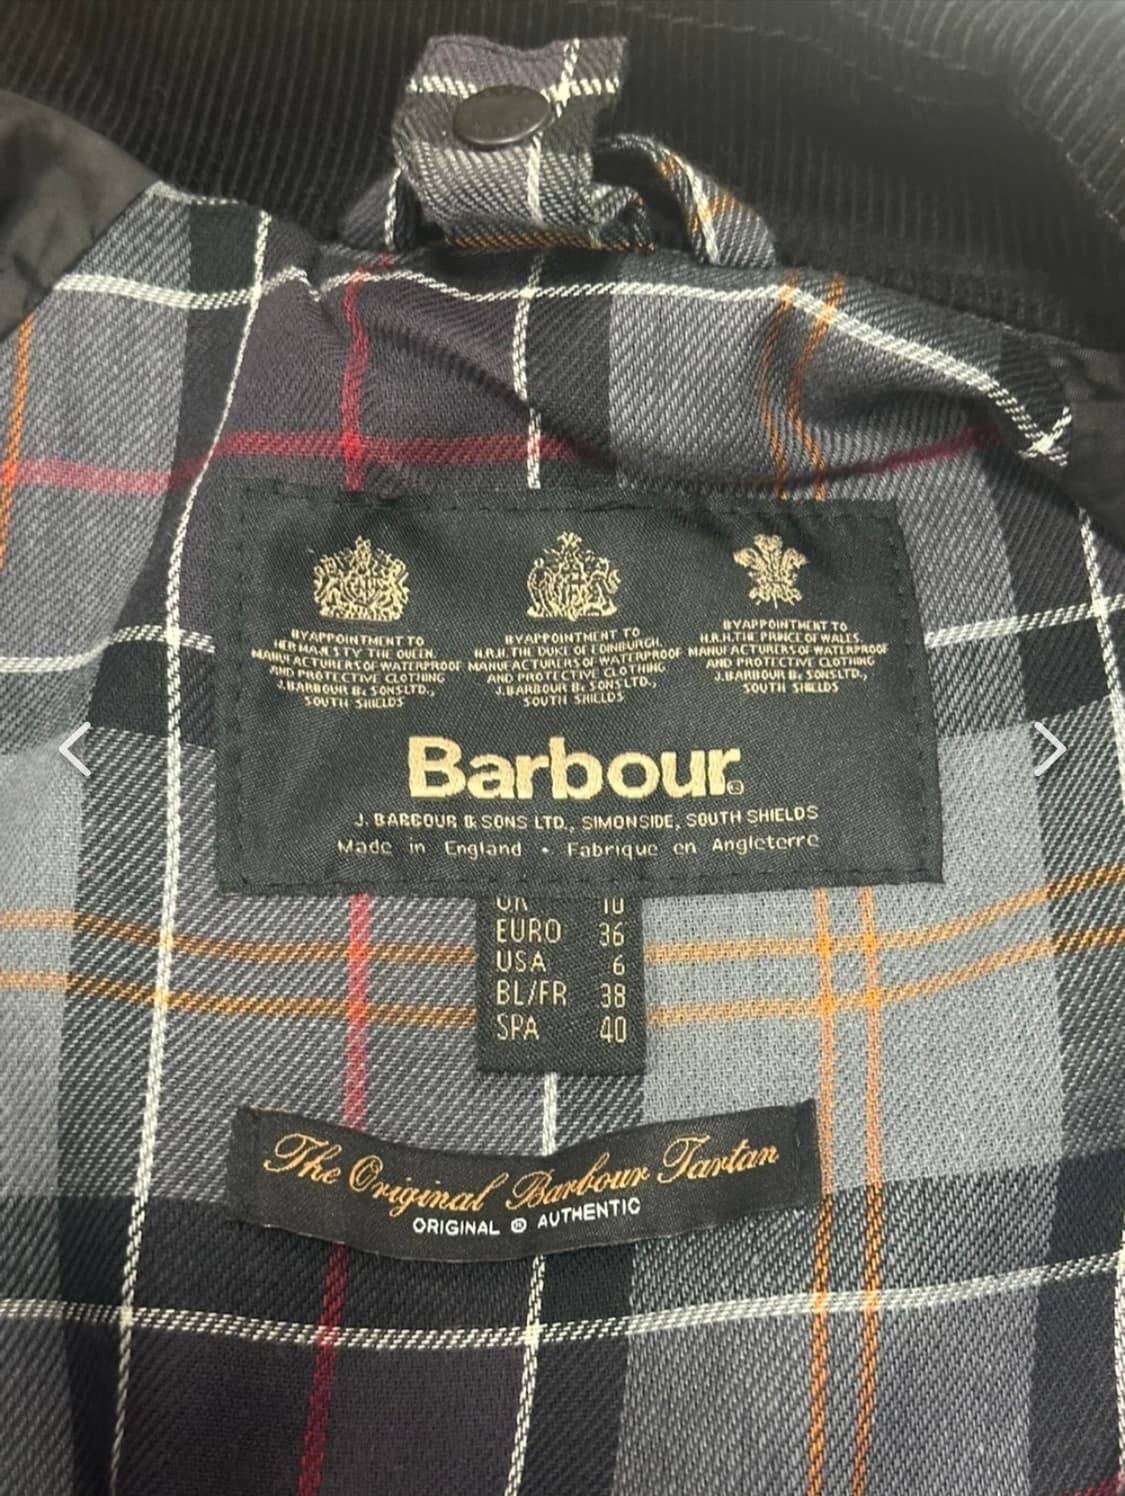 BY APPOINTMENT TO
HER MAJESTY THE QUEEN.
MANUFACTURERS OF WATERPROOF
AND PROTECTIVE CLOTHING
J. BARBOUR & SONS LTD.,
SOUTH SHIELDS
BY APPOINTMENT TO
H.R.H. THE DUKE OF EDINBURGH.
MANUFACTURERS OF WATERPROOF
AND PROTECTIVE CLOTHING
J. BARBOUR & SONS LTD.,
SOUTH SHIELDS
BY APPOINTMENT TO
H.R.H. THE PRINCE OF WALES.
MANUFACTURERS OF WATERPROOF
AND PROTECTIVE CLOTHING
J. BARBOUR & SONS LTD.,
SOUTH SHIELDS
Barbour®
J. BARBOUR & SONS LTD., SIMONSIDE, SOUTH SHIELDS
Made in England • Fabrique en Angleterre
UK 10
EURO 36
USA 6
BL/FR 38
SPA 40
The Original Barbour Tartan
ORIGINAL ® AUTHENTIC